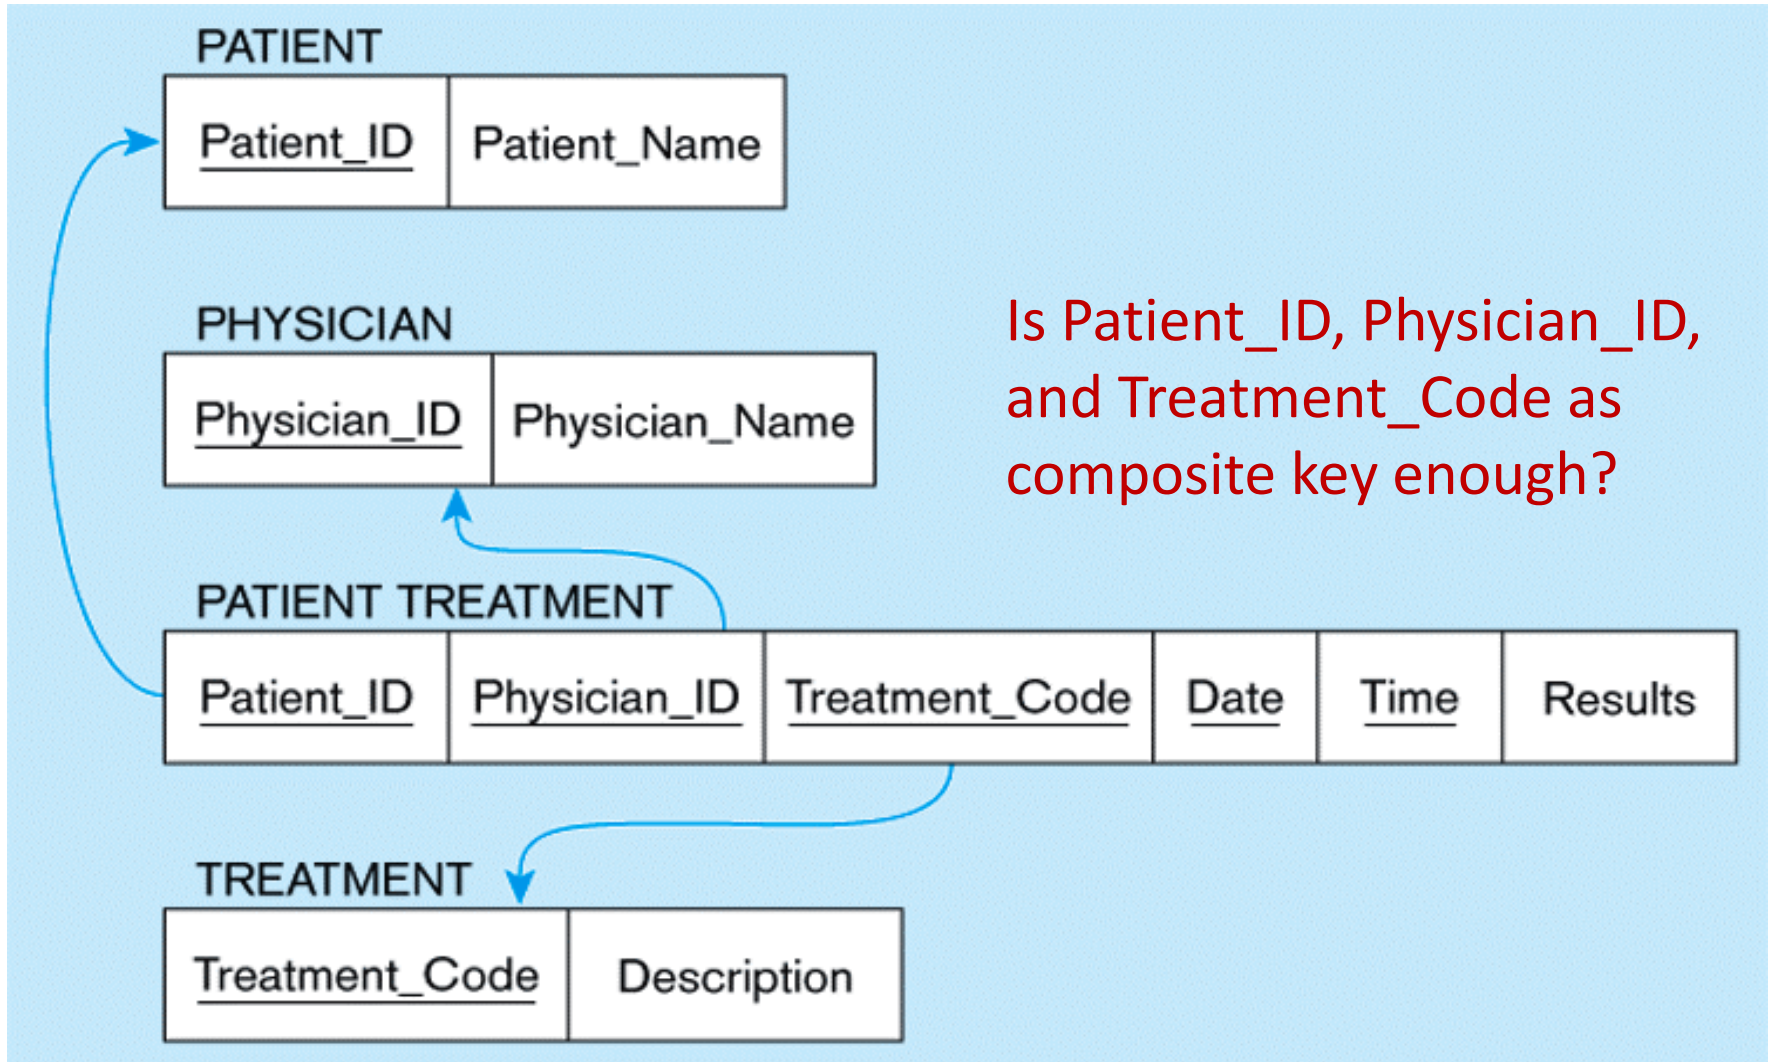 PATIENT
Patient_ID Patient_Name
PHYSICIAN
Physician_ID Physician_Name
Is Patient_ID, Physician_ID,
and Treatment_Code as
composite key enough?
PATIENT TREATMENT
Patient_ID Physician_ID Treatment_Code Date Time Results
TREATMENT
Treatment_Code Description